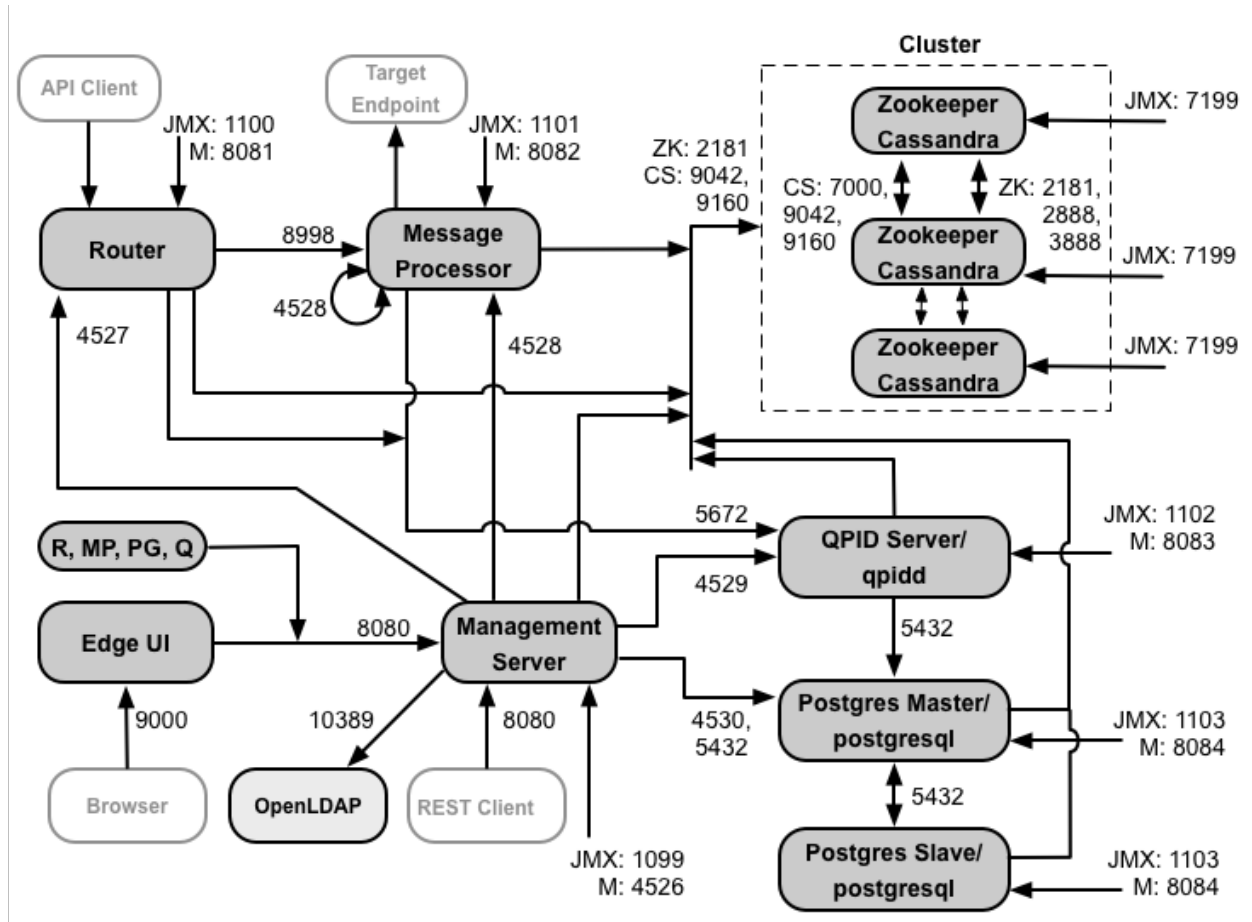 Cluster
API Client
Target
Endpoint
JMX: 1100
M: 8081
JMX: 1101
M: 8082
ZK: 2181
CS: 9042,
9160
Zookeeper
Cassandra
JMX: 7199
CS: 7000,
9042,
9160
ZK: 2181,
2888,
3888
Router
8998
Message
Processor
Zookeeper
Cassandra
JMX: 7199
4527
4528
4528
Zookeeper
Cassandra
JMX: 7199
R, MP, PG, Q
5672
QPID Server/
qpidd
JMX: 1102
M: 8083
4529
Edge UI
8080
Management
Server
5432
9000
10389
8080
4530,
5432
Postgres Master/
postgresql
JMX: 1103
M: 8084
Browser
OpenLDAP
REST Client
5432
JMX: 1099
M: 4526
Postgres Slave/
postgresql
JMX: 1103
M: 8084